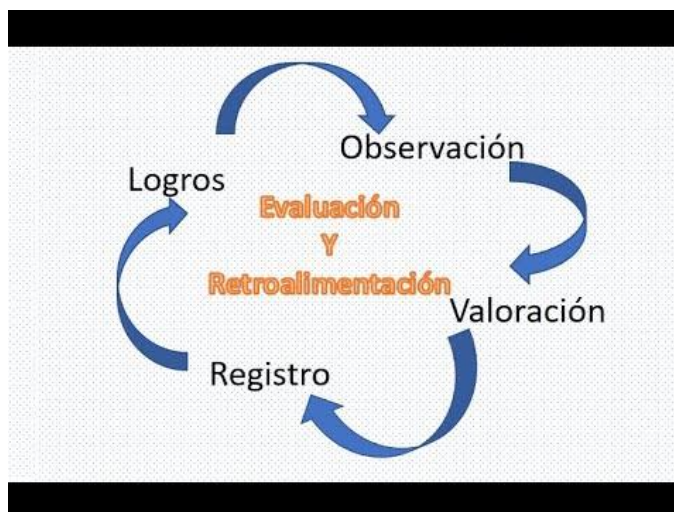 Observación
Logros
Evaluación
Y
Retroalimentación
Valoración
Registro